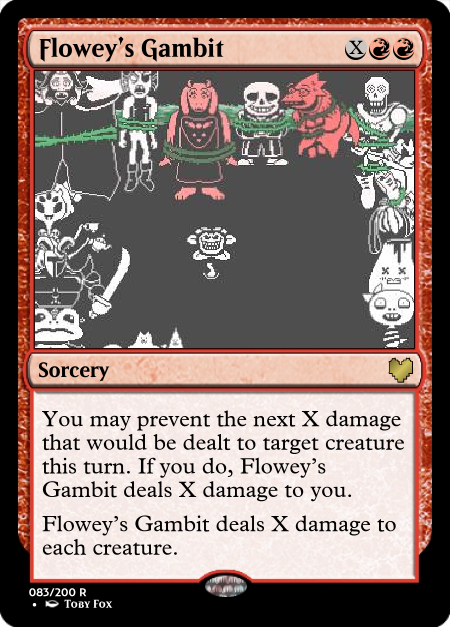 Flowey's Gambit X
Sorcery
You may prevent the next X damage
that would be dealt to target creature
this turn. If you do, Flowey's
Gambit deals X damage to you.
Flowey's Gambit deals X damage to
each creature.
083/200 R
• Toby Fox